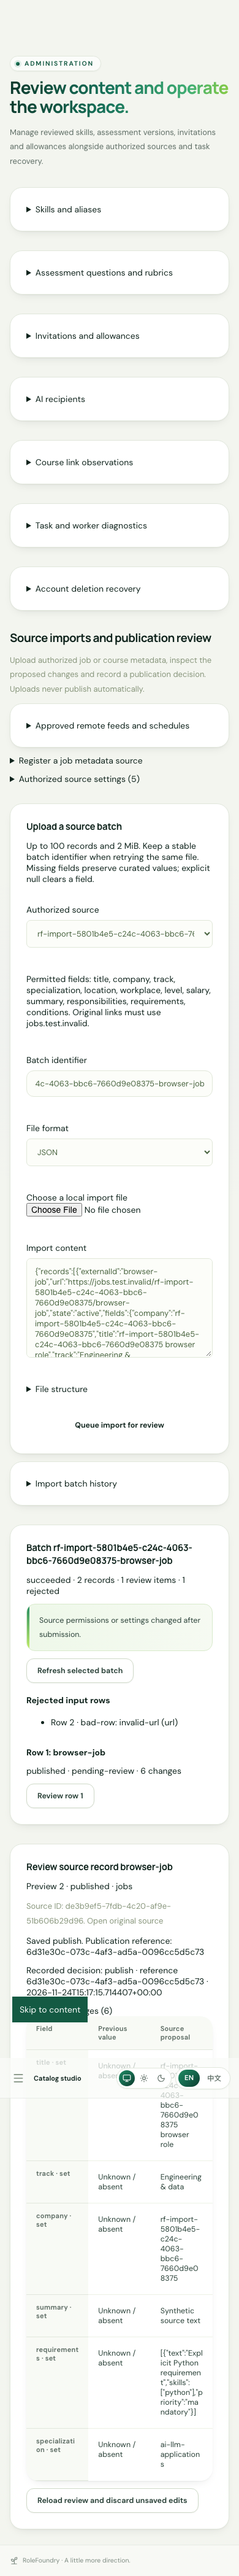 ADMINISTRATION
Review content and operate
the workspace.
Manage reviewed skills, assessment versions, invitations
and allowances alongside authorized sources and task
recovery.
Skills and aliases
Assessment questions and rubrics
Invitations and allowances
AI recipients
Course link observations
Task and worker diagnostics
Account deletion recovery
Source imports and publication review
Upload authorized job or course metadata, inspect the
proposed changes and record a publication decision.
Uploads never publish automatically.
Approved remote feeds and schedules
Register a job metadata source
Authorized source settings (5)
Upload a source batch
Up to 100 records and 2 MiB. Keep a stable
batch identifier when retrying the same file.
Missing fields preserve curated values; explicit
null clears a field.
Authorized source
rf-import-5801b4e5-c24c-4063-bbc6-76
Permitted fields: title, company, track,
specialization, location, workplace, level, salary,
summary, responsibilities, requirements,
conditions. Original links must use
jobs.test.invalid.
Batch identifier
4c-4063-bbc6-7660d9e08375-browser-job
File format
JSON
Choose a local import file
Choose File No file chosen
Import content
{"records":[{"externalId":"browser-
job","url":"https://jobs.test.invalid/rf-import-
5801b4e5-c24c-4063-bbc6-
7660d9e08375/browser-
job","state":"active","fields":{"company":"rf-
import-5801b4e5-c24c-4063-bbc6-
7660d9e08375","title":"rf-import-5801b4e5-
c24c-4063-bbc6-7660d9e08375 browser
role","track":"Engineering &
File structure
Queue import for review
Import batch history
Batch rf-import-5801b4e5-c24c-4063-
bbc6-7660d9e08375-browser-job
succeeded · 2 records · 1 review items · 1
rejected
Source permissions or settings changed after
submission.
Refresh selected batch
Rejected input rows
Row 2 · bad-row: invalid-url (url)
Row 1: browser-job
published · pending-review · 6 changes
Review row 1
Review source record browser-job
Preview 2 · published · jobs
Source ID: de3b9ef5-7fdb-4c20-af9e-
51b606b29d96. Open original source
Saved publish. Publication reference:
6d31e30c-073c-4af3-ad5a-0096cc5d5c73
Recorded decision: publish · reference
6d31e30c-073c-4af3-ad5a-0096cc5d5c73 ·
2026-11-24T15:17:15.714407+00:00
Skip to content
Field Previous value Source proposal
title · set Unknown / absent rf-import-
Catalog studio EN 中文
4063-
bbc6-
7660d9e0
8375
browser
role
track · set Unknown / absent Engineering & data
company · set Unknown / absent rf-import-5801b4e5-c24c-4063-bbc6-7660d9e08375
summary · set Unknown / absent Synthetic source text
requirements · set Unknown / absent [{"text":"Explicit Python requirement","skills":["python"],"priority":"mandatory"}]
specialization · set Unknown / absent ai-llm-applications
Reload review and discard unsaved edits
RoleFoundry · A little more direction.